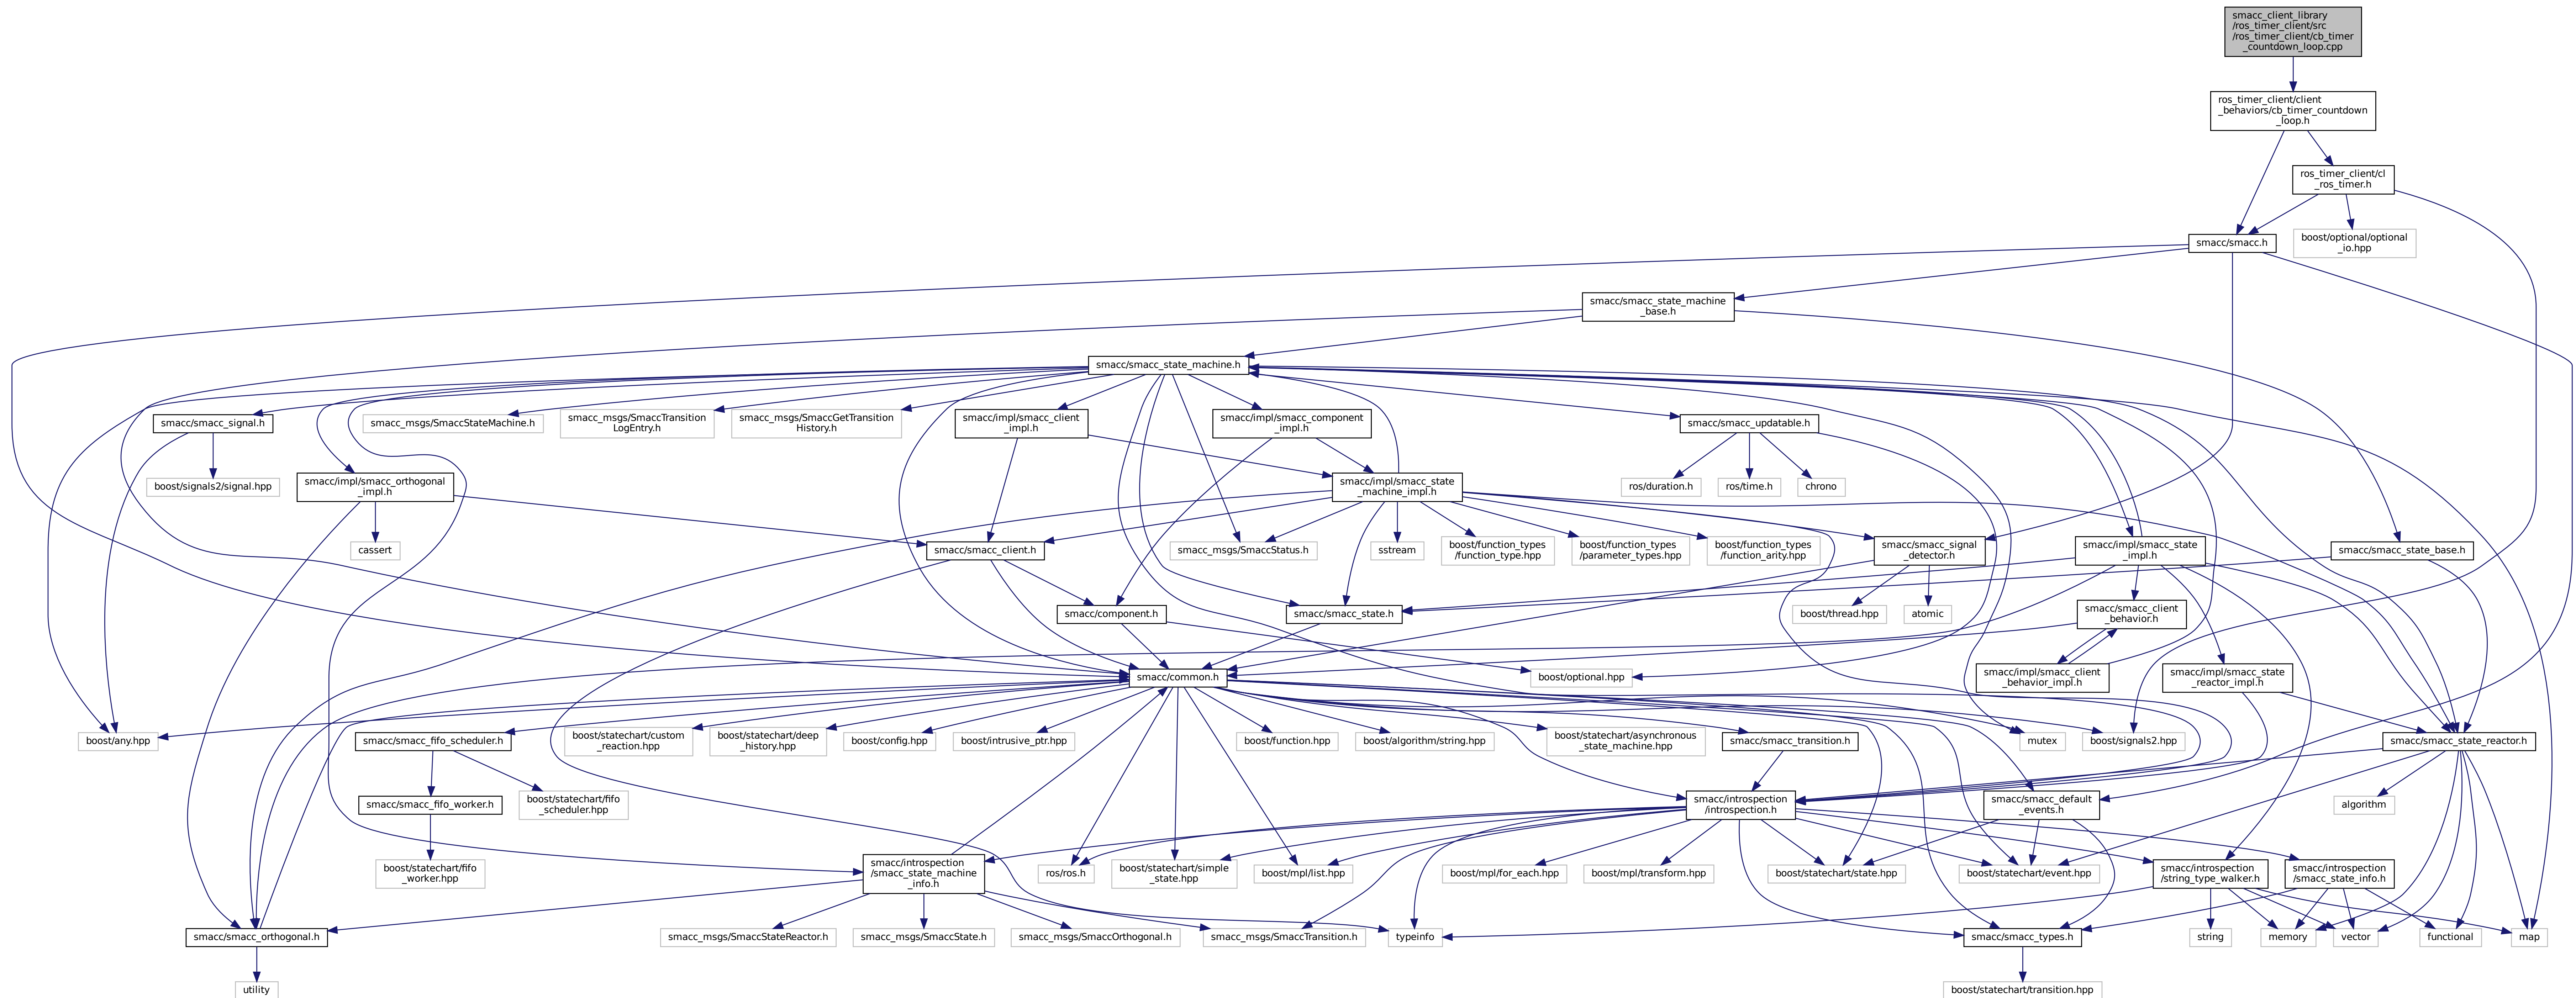 smacc_client_library
/ros_timer_client/src
/ros_timer_client/cb_timer
_countdown_loop.cpp
ros_timer_client/client
_behaviors/cb_timer_countdown
_loop.h
ros_timer_client/cl
_ros_timer.h
smacc/smacc.h
boost/optional/optional
_io.hpp
smacc/smacc_state_machine
_base.h
smacc/smacc_state_machine.h
smacc/smacc_signal.h
smacc_msgs/SmaccStateMachine.h
smacc_msgs/SmaccTransition
LogEntry.h
smacc_msgs/SmaccGetTransition
History.h
smacc/impl/smacc_client
_impl.h
smacc/impl/smacc_component
_impl.h
smacc/smacc_updatable.h
boost/signals2/signal.hpp
smacc/impl/smacc_orthogonal
_impl.h
smacc/impl/smacc_state
_machine_impl.h
ros/duration.h
ros/time.h
chrono
cassert
smacc/smacc_client.h
smacc_msgs/SmaccStatus.h
sstream
boost/function_types
/function_type.hpp
boost/function_types
/parameter_types.hpp
boost/function_types
/function_arity.hpp
smacc/smacc_signal
_detector.h
smacc/impl/smacc_state
_impl.h
smacc/smacc_state_base.h
smacc/component.h
smacc/smacc_state.h
boost/thread.hpp
atomic
smacc/smacc_client
_behavior.h
smacc/common.h
boost/optional.hpp
smacc/impl/smacc_client
_behavior_impl.h
smacc/impl/smacc_state
_reactor_impl.h
boost/any.hpp
smacc/smacc_fifo_scheduler.h
boost/statechart/custom
_reaction.hpp
boost/statechart/deep
_history.hpp
boost/config.hpp
boost/intrusive_ptr.hpp
boost/function.hpp
boost/algorithm/string.hpp
boost/statechart/asynchronous
_state_machine.hpp
smacc/smacc_transition.h
mutex
boost/signals2.hpp
smacc/smacc_state_reactor.h
smacc/smacc_fifo_worker.h
boost/statechart/fifo
_scheduler.hpp
smacc/introspection
/introspection.h
smacc/smacc_default
_events.h
algorithm
boost/statechart/fifo
_worker.hpp
smacc/introspection
/smacc_state_machine
_info.h
ros/ros.h
boost/statechart/simple
_state.hpp
boost/mpl/list.hpp
boost/mpl/for_each.hpp
boost/mpl/transform.hpp
boost/statechart/state.hpp
boost/statechart/event.hpp
smacc/introspection
/string_type_walker.h
smacc/introspection
/smacc_state_info.h
smacc/smacc_orthogonal.h
smacc_msgs/SmaccStateReactor.h
smacc_msgs/SmaccState.h
smacc_msgs/SmaccOrthogonal.h
smacc_msgs/SmaccTransition.h
typeinfo
smacc/smacc_types.h
string
memory
vector
functional
map
utility
boost/statechart/transition.hpp